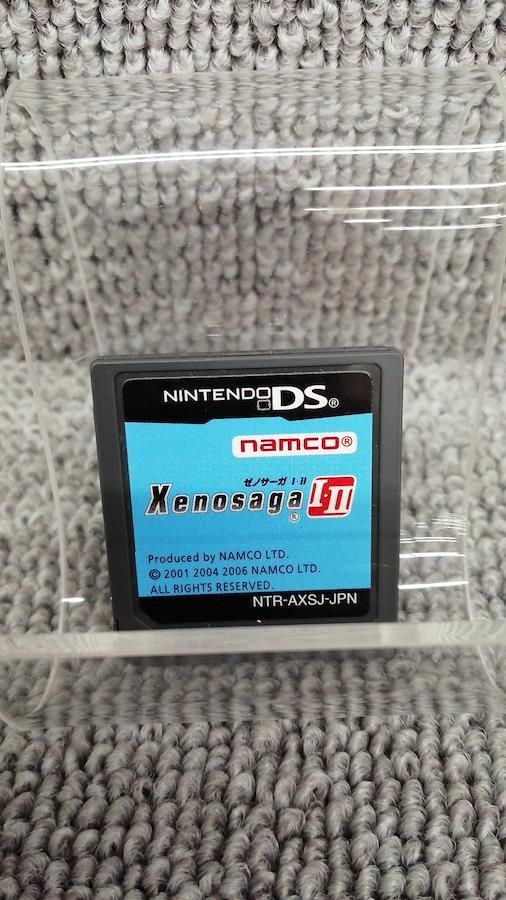 NINTENDO DS®
namco®
ゼノサーガ I・II
Xenosaga® I・II
Produced by NAMCO LTD.
© 2001 2004 2006 NAMCO LTD.
ALL RIGHTS RESERVED.
NTR-AXSJ-JPN